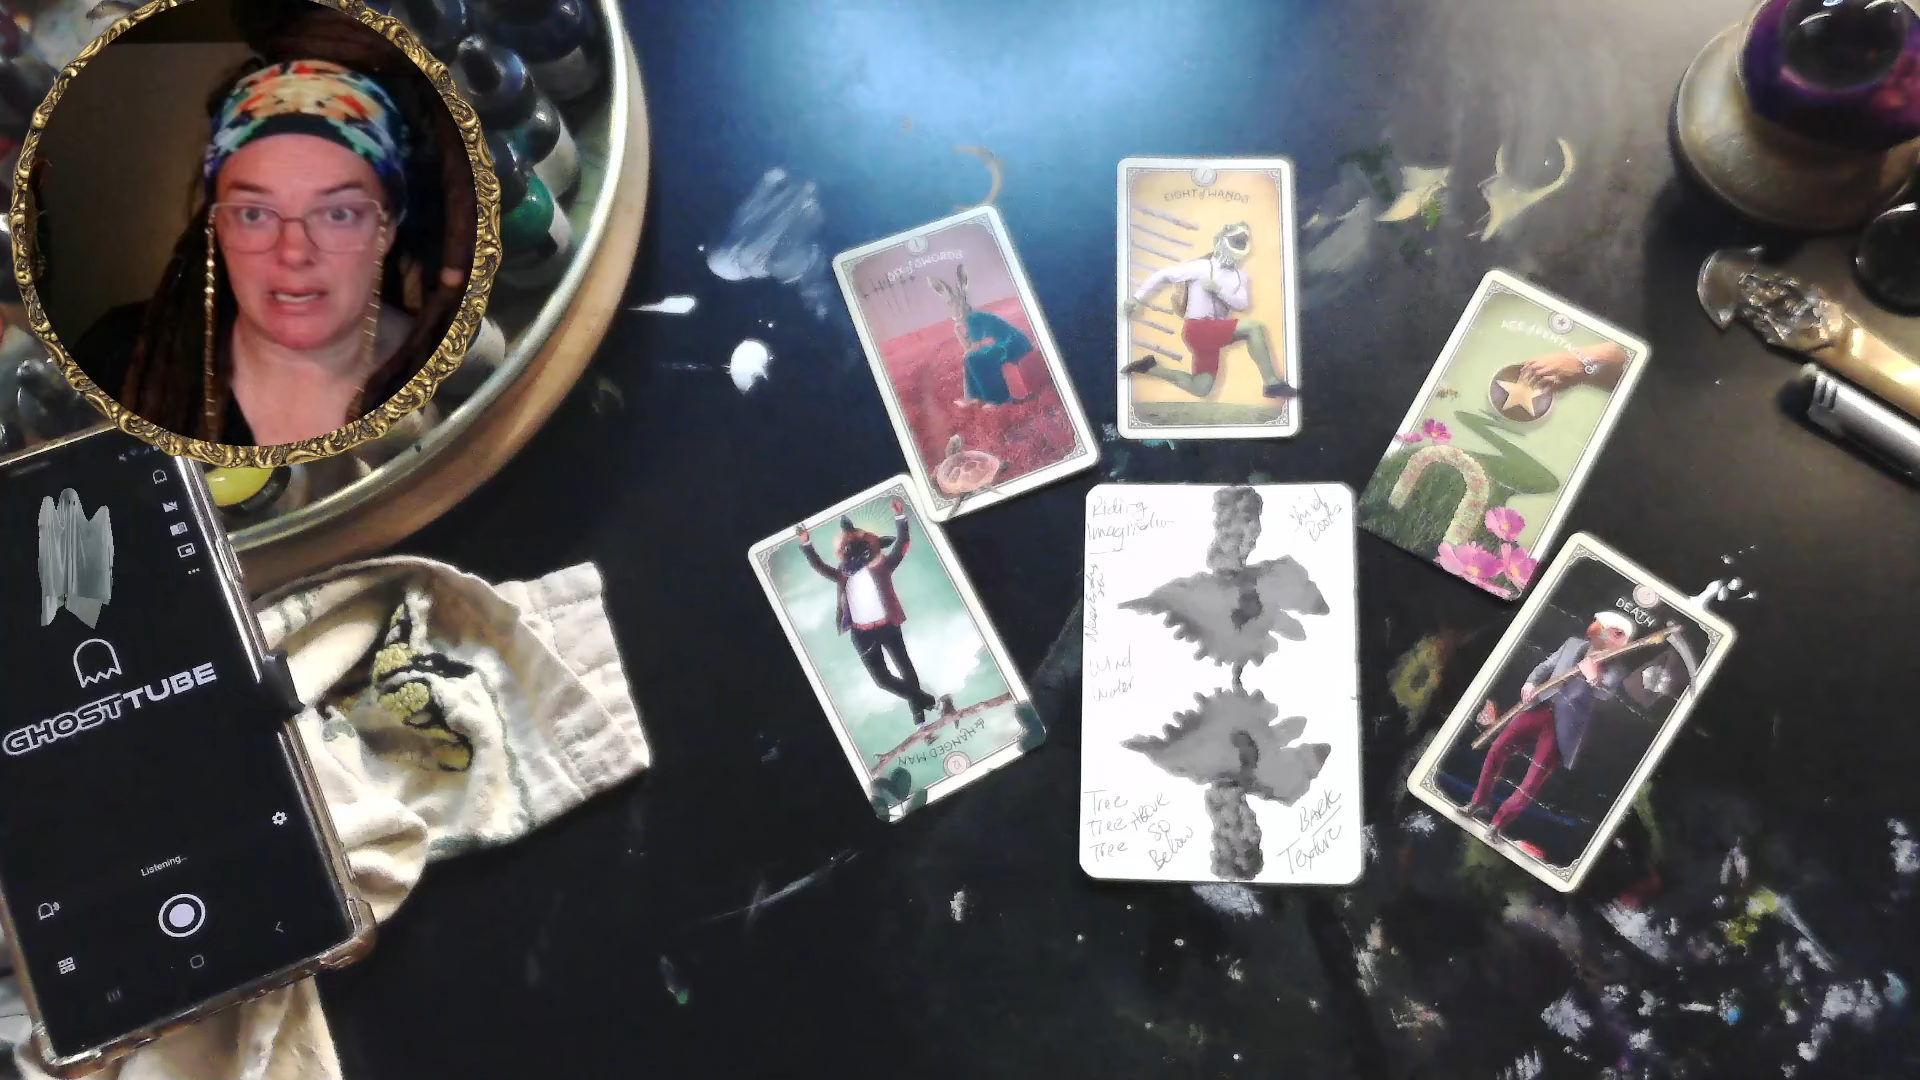 EIGHT of WANDS
SIX of SWORDS
ACE of PENTACLES
Riding
Imagination
Wind
Water
HANGED MAN
12
DEATH
Tree
Tree ABOVE
Tree SO
Below
BARK
Texture
GHOSTTUBE
Listening...